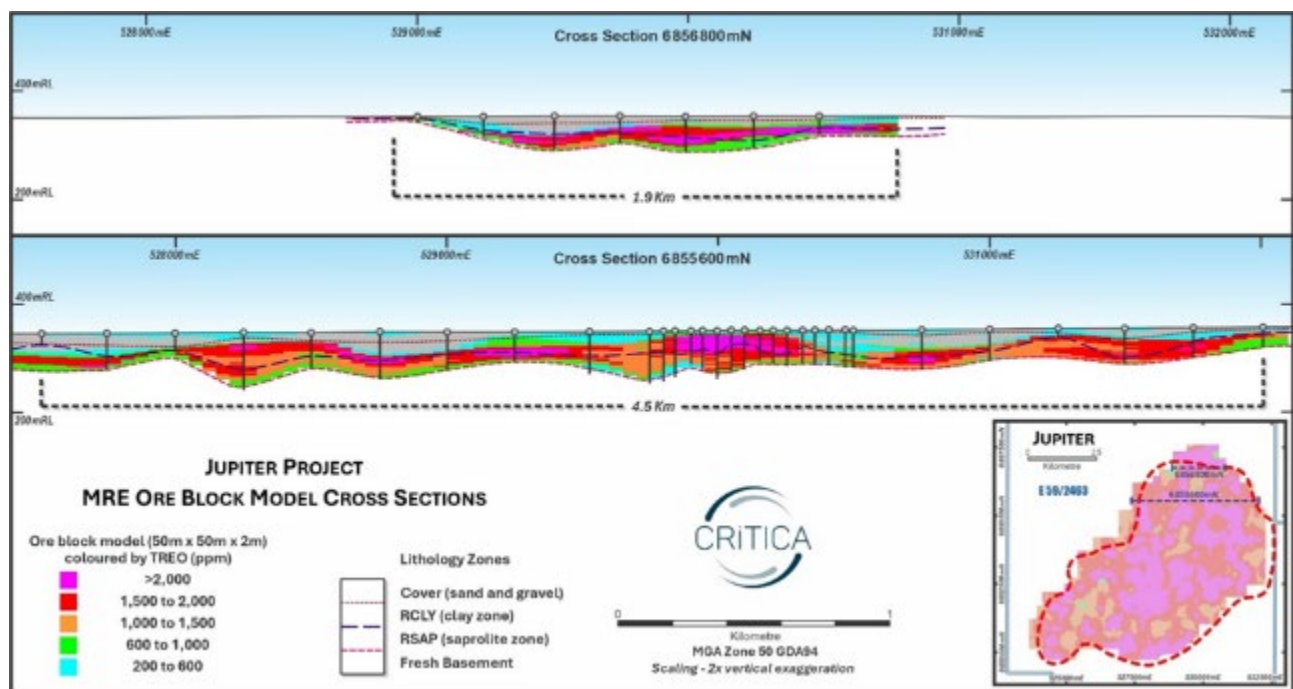 528000mE
529000mE
Cross Section 6856800mN
531000mE
532000mE
400mRL
200mRL
1.9 Km
528000mE
529000mE
Cross Section 6855600mN
531000mE
400mRL
200mRL
4.5 Km
JUPITER PROJECT
MRE ORE BLOCK MODEL CROSS SECTIONS
Ore block model (50m x 50m x 2m)
coloured by TREO (ppm)
>2,000
1,500 to 2,000
1,000 to 1,500
600 to 1,000
200 to 600
Lithology Zones
Cover (sand and gravel)
RCLY (clay zone)
RSAP (saprolite zone)
Fresh Basement
CRITICA
0 1
Kilometre
MGA Zone 50 GDA94
Scaling - 2x vertical exaggeration
JUPITER
Kilometre
E 59/2463
6856800mN
6855600mN